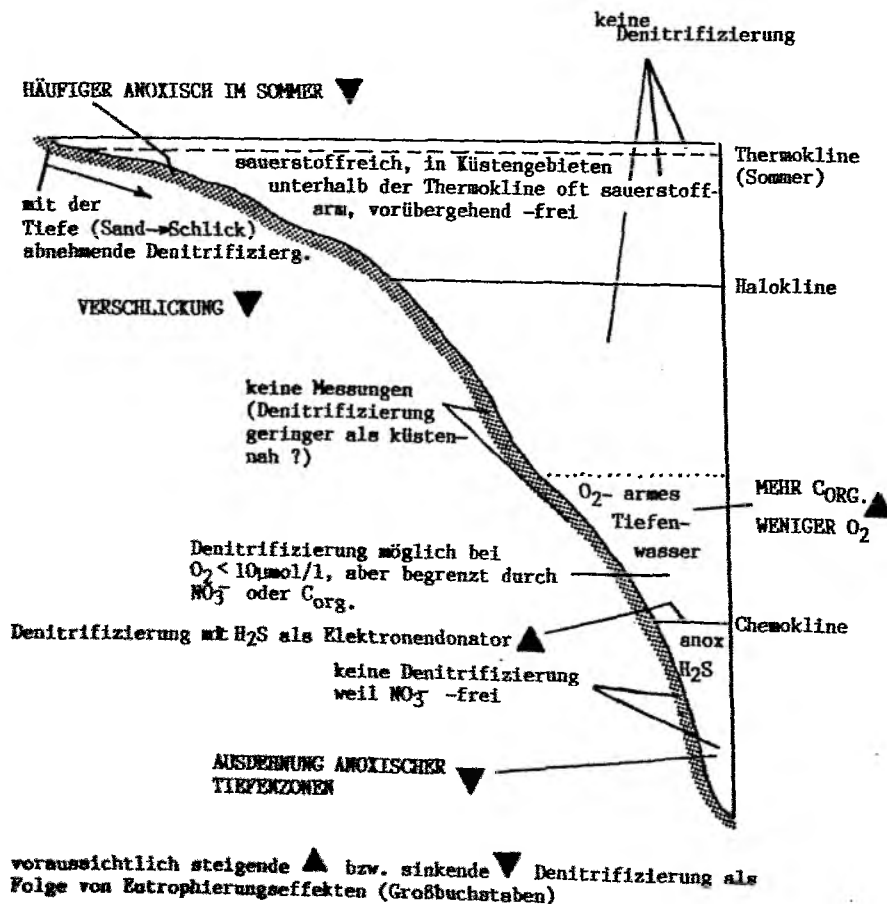 keine
Denitrifizierung
HÄUFIGER ANOXISCH IM SOMMER ▼
sauerstoffreich, in Küstengebieten
unterhalb der Thermokline oft sauerstoff-
arm, vorübergehend -frei
Thermokline
(Sommer)
mit der
Tiefe (Sand→Schlick)
abnehmende Denitrifizierg.
Halokline
VERSCHLICKUNG ▼
keine Messungen
(Denitrifizierung
geringer als küsten-
nah ?)
O2- armes
Tiefen-
wasser
MEHR CORG. ▲
WENIGER O2
Denitrifizierung möglich bei
O2 < 10µmol/l, aber begrenzt durch
NO3- oder Corg.
Denitrifizierung mit H2S als Elektronendonator ▲
Chemokline
anox
H2S
keine Denitrifizierung
weil NO3- -frei
AUSDEHNUNG ANOXISCHER
TIEFENZONEN ▼
voraussichtlich steigende ▲ bzw. sinkende ▼ Denitrifizierung als
Folge von Eutrophierungseffekten (Großbuchstaben)